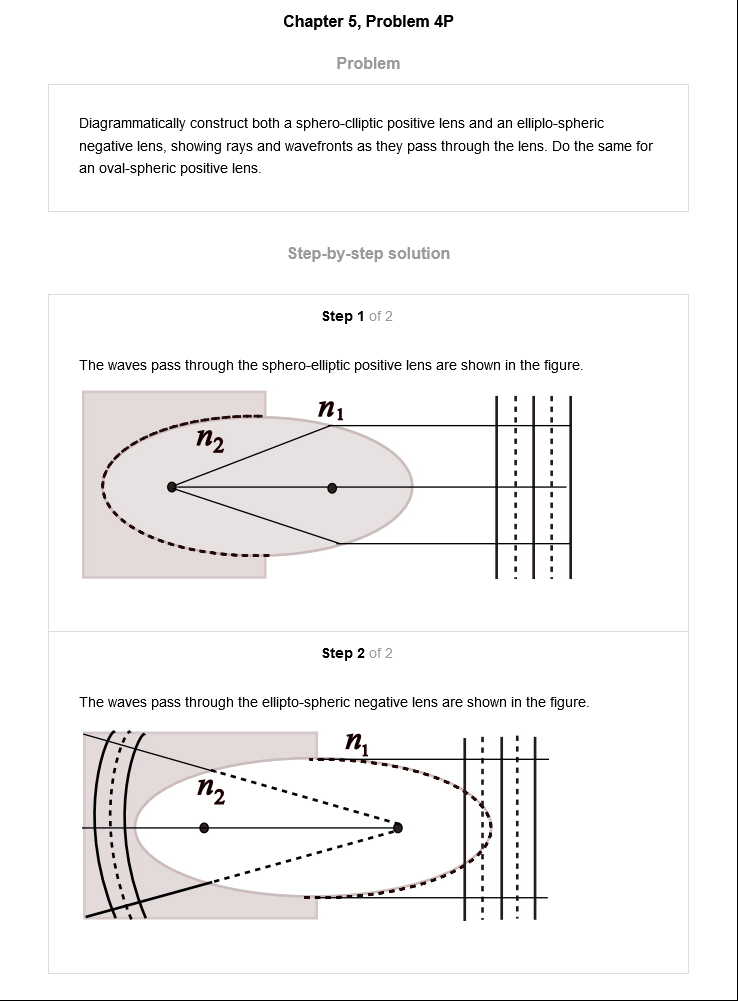 Chapter 5, Problem 4P
Problem
Diagrammatically construct both a sphero-clliptic positive lens and an elliplo-spheric
negative lens, showing rays and wavefronts as they pass through the lens. Do the same for
an oval-spheric positive lens.
Step-by-step solution
Step 1 of 2
The waves pass through the sphero-elliptic positive lens are shown in the figure.
n₁
n₂
Step 2 of 2
The waves pass through the ellipto-spheric negative lens are shown in the figure.
n₁
n₂